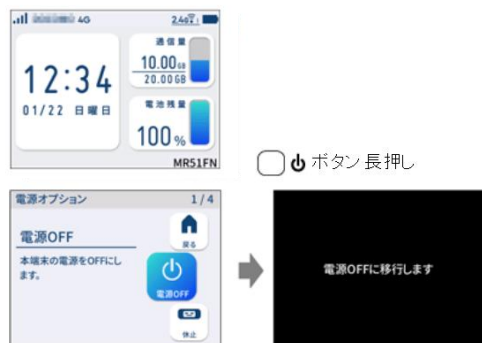 4G 2.4G
12:34
01/22 日曜日
通信量
10.00GB
20.00GB
電池残量
100%
MR51FN
ボタン 長押し
電源オプション 1/4
電源OFF
本端末の電源をOFFにし
ます。
戻る
電源OFF
休止
電源OFFに移行します